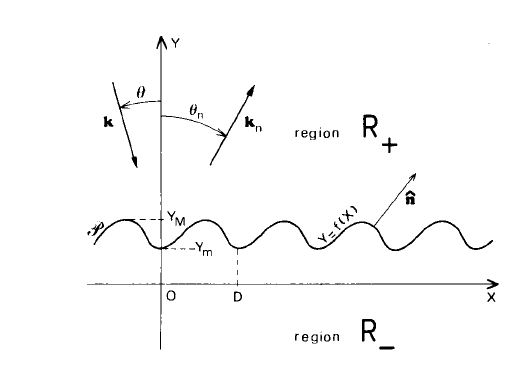 Y
θ
θn
k
kn
region R+
n̂
YM
𝒫
Y=f(X)
Ym
O
D
X
region R−